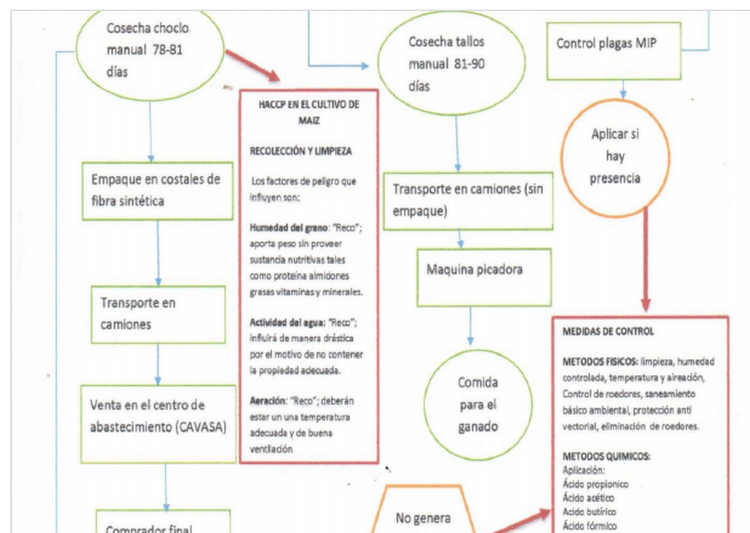 Cosecha choclo
manual 78-81
días
Empaque en costales de
fibra sintética
Transporte en
camiones
Venta en el centro de
abastecimiento (CAVASA)
Comprador final
HACCP EN EL CULTIVO DE
MAIZ
RECOLECCIÓN Y LIMPIEZA
Los factores de peligro que
influyen son:
Humedad del grano: "Reco";
aporta peso sin proveer
sustancia nutritivas tales
como proteína almidones
grasas vitaminas y minerales.
Actividad del agua: "Reco";
influirá de manera drástica
por el motivo de no contener
la propiedad adecuada.
Aeración: "Reco"; deberán
estar un una temperatura
adecuada y de buena
ventilación
Cosecha tallos
manual 81-90
días
Transporte en camiones (sin
empaque)
Maquina picadora
Comida
para el
ganado
No genera
Control plagas MIP
Aplicar si
hay
presencia
MEDIDAS DE CONTROL
METODOS FISICOS: limpieza, humedad
controlada, temperatura y aireación,
Control de roedores, saneamiento
básico ambiental, protección anti
vectorial, eliminación de roedores.
METODOS QUIMICOS:
Aplicación:
Ácido propionico
Ácido acético
Acido butírico
Ácido fórmico